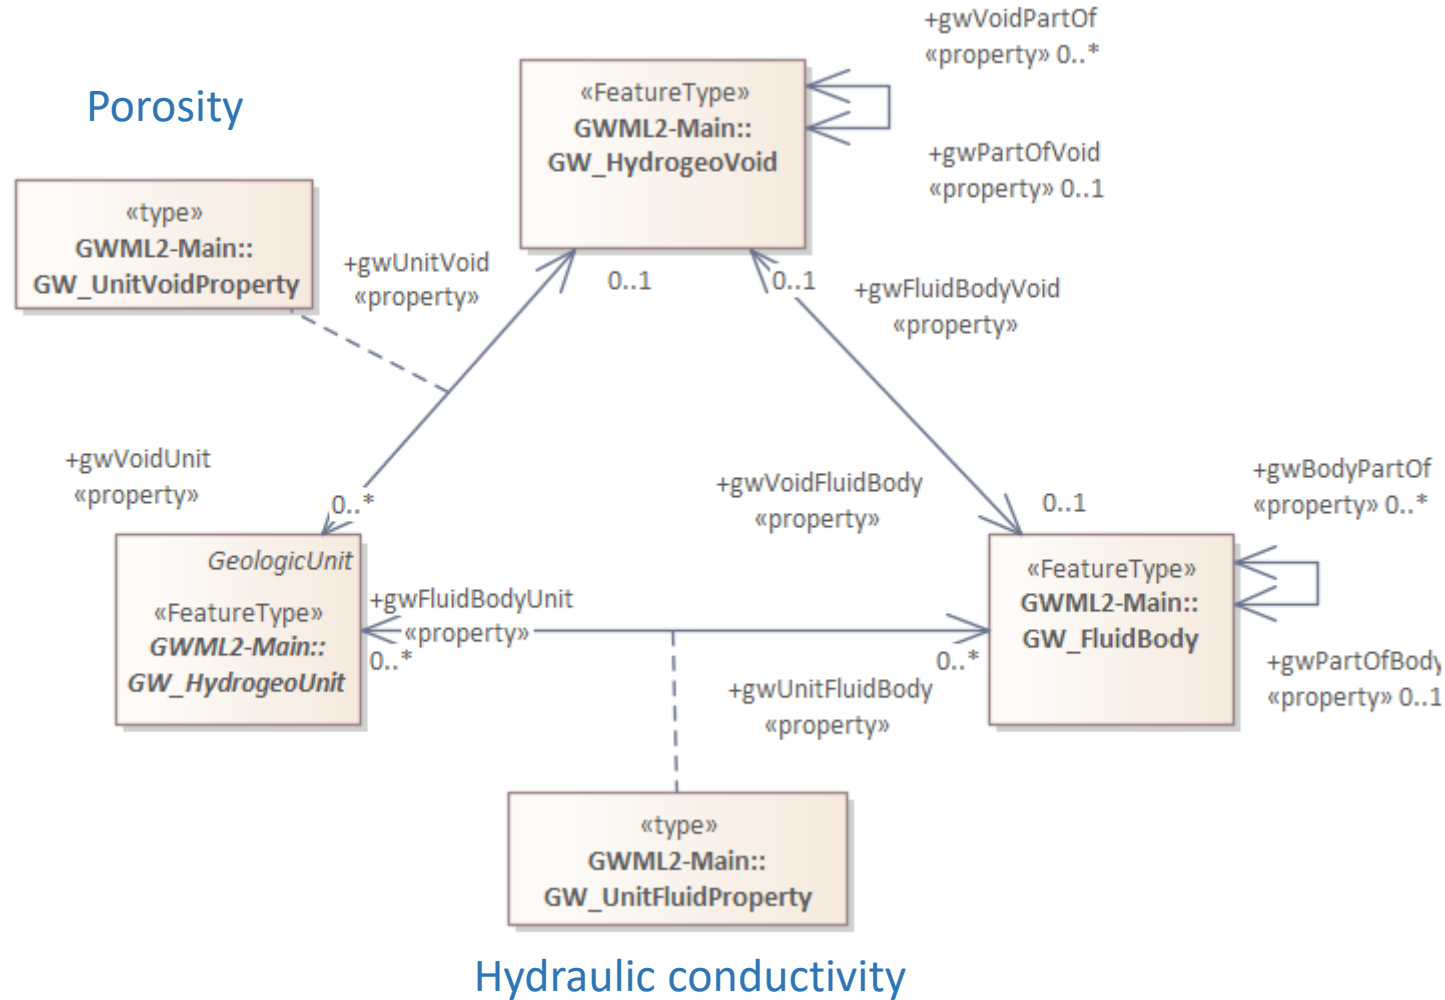 +gwVoidPartOf
«property» 0..*
«FeatureType»
GWML2-Main::
GW_HydrogeoVoid
+gwPartOfVoid
«property» 0..1
Porosity
«type»
GWML2-Main::
GW_UnitVoidProperty
+gwUnitVoid
«property»
0..1
0..1
+gwFluidBodyVoid
«property»
+gwVoidUnit
«property»
0..*
+gwVoidFluidBody
«property»
0..1
+gwBodyPartOf
«property» 0..*
GeologicUnit
«FeatureType»
GWML2-Main::
GW_HydrogeoUnit
+gwFluidBodyUnit
«property»
0..*
0..*
«FeatureType»
GWML2-Main::
GW_FluidBody
+gwPartOfBody
«property» 0..1
+gwUnitFluidBody
«property»
«type»
GWML2-Main::
GW_UnitFluidProperty
Hydraulic conductivity